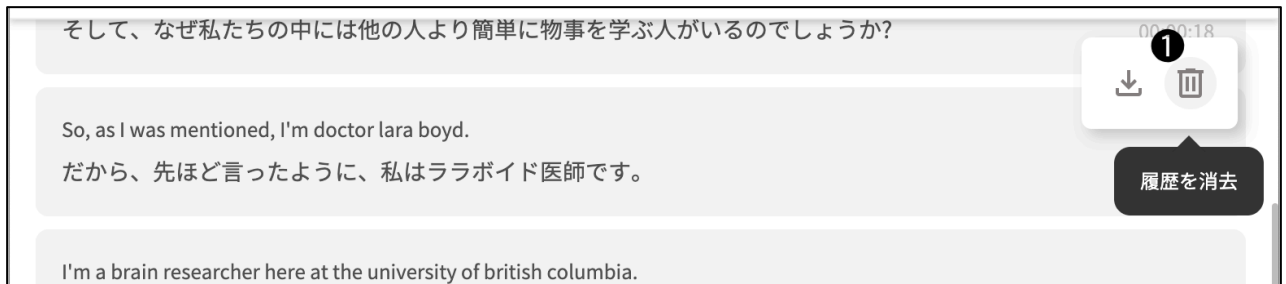 そして、なぜ私たちの中には他の人より簡単に物事を学ぶ人がいるのでしょうか?
00:00:18
❶
So, as I was mentioned, I'm doctor lara boyd.
だから、先ほど言ったように、私はララボイド医師です。
履歴を消去
I'm a brain researcher here at the university of british columbia.